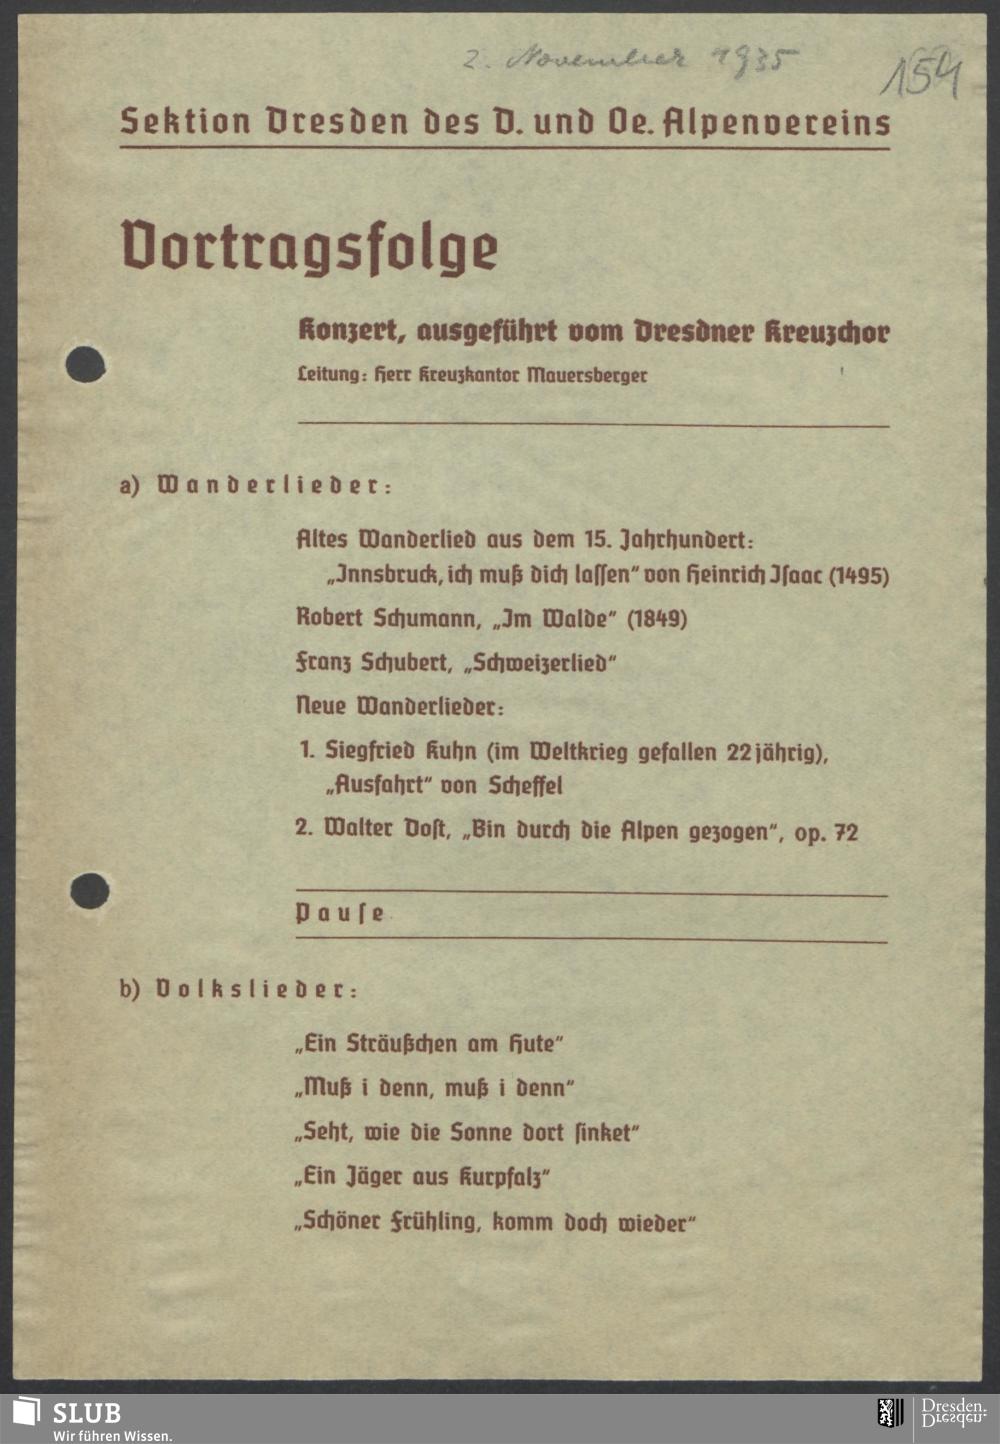 2. November 1935
154
Sektion Dresden des D. und Oe. Alpenvereins
Vortragsfolge
Konzert, ausgeführt vom Dresdner Kreuzchor
Leitung: Herr Kreuzkantor Mauersberger
a) Wanderlieder:
Altes Wanderlied aus dem 15. Jahrhundert:
„Innsbruck, ich muß dich laſſen“ von Heinrich Iſaac (1495)
Robert Schumann, „Im Walde“ (1849)
Franz Schubert, „Schweizerlied“
Neue Wanderlieder:
1. Siegfried Kuhn (im Weltkrieg gefallen 22jährig),
„Ausfahrt“ von Scheffel
2. Walter Doſt, „Bin durch die Alpen gezogen“, op. 72
Pauſe
b) Volkslieder:
„Ein Sträußchen am Hute“
„Muß i denn, muß i denn“
„Seht, wie die Sonne dort ſinket“
„Ein Jäger aus Kurpfalz“
„Schöner Frühling, komm doch wieder“
SLUB
Wir führen Wissen.
Dresden.
Dresden.